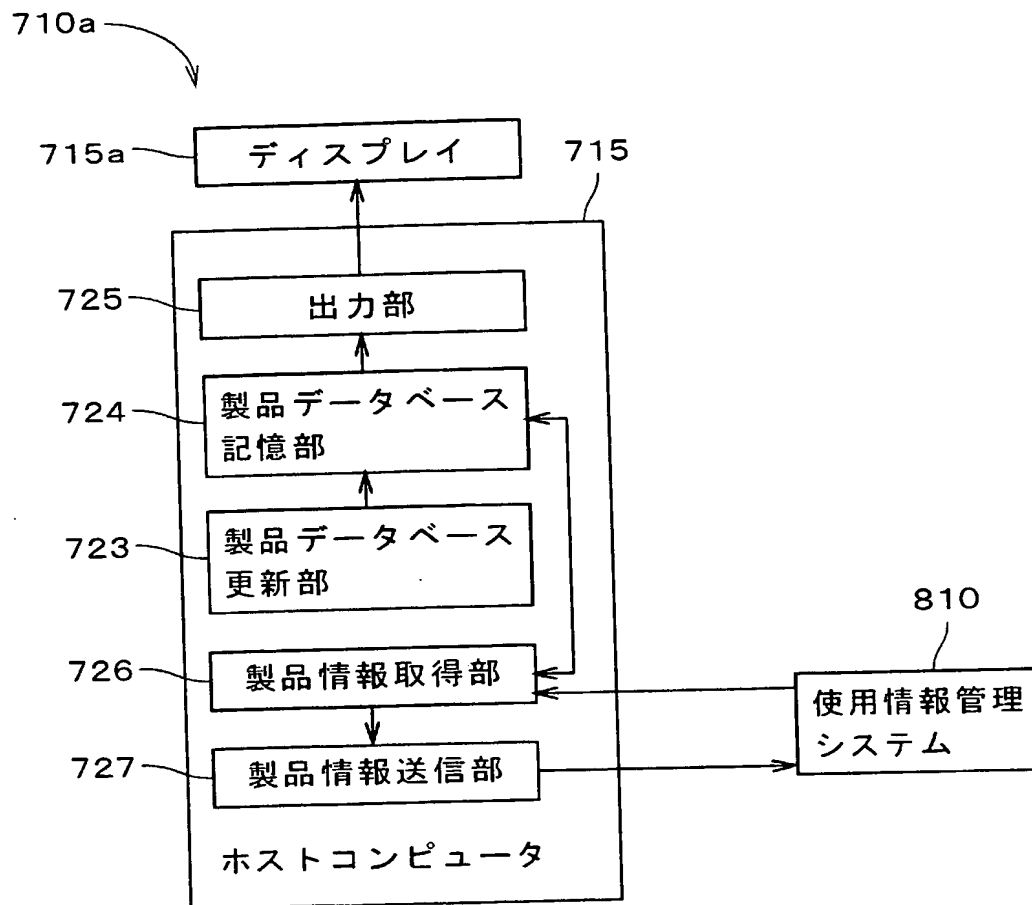 710a
715a
ディスプレイ
715
725
出力部
724
製品データベース
記憶部
723
製品データベース
更新部
810
726
製品情報取得部
使用情報管理
システム
727
製品情報送信部
ホストコンピュータ